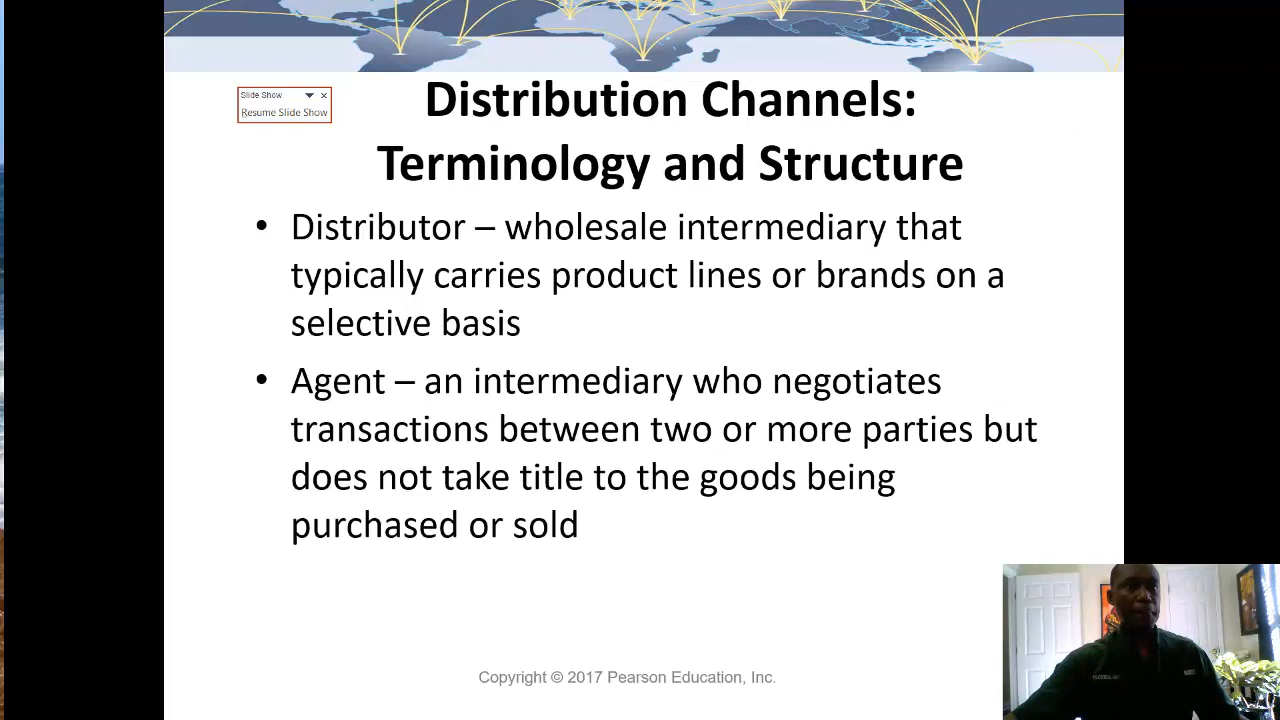 Slide Show
Resume Slide Show
Distribution Channels:
Terminology and Structure
• Distributor – wholesale intermediary that
typically carries product lines or brands on a
selective basis
• Agent – an intermediary who negotiates
transactions between two or more parties but
does not take title to the goods being
purchased or sold
Copyright © 2017 Pearson Education, Inc.